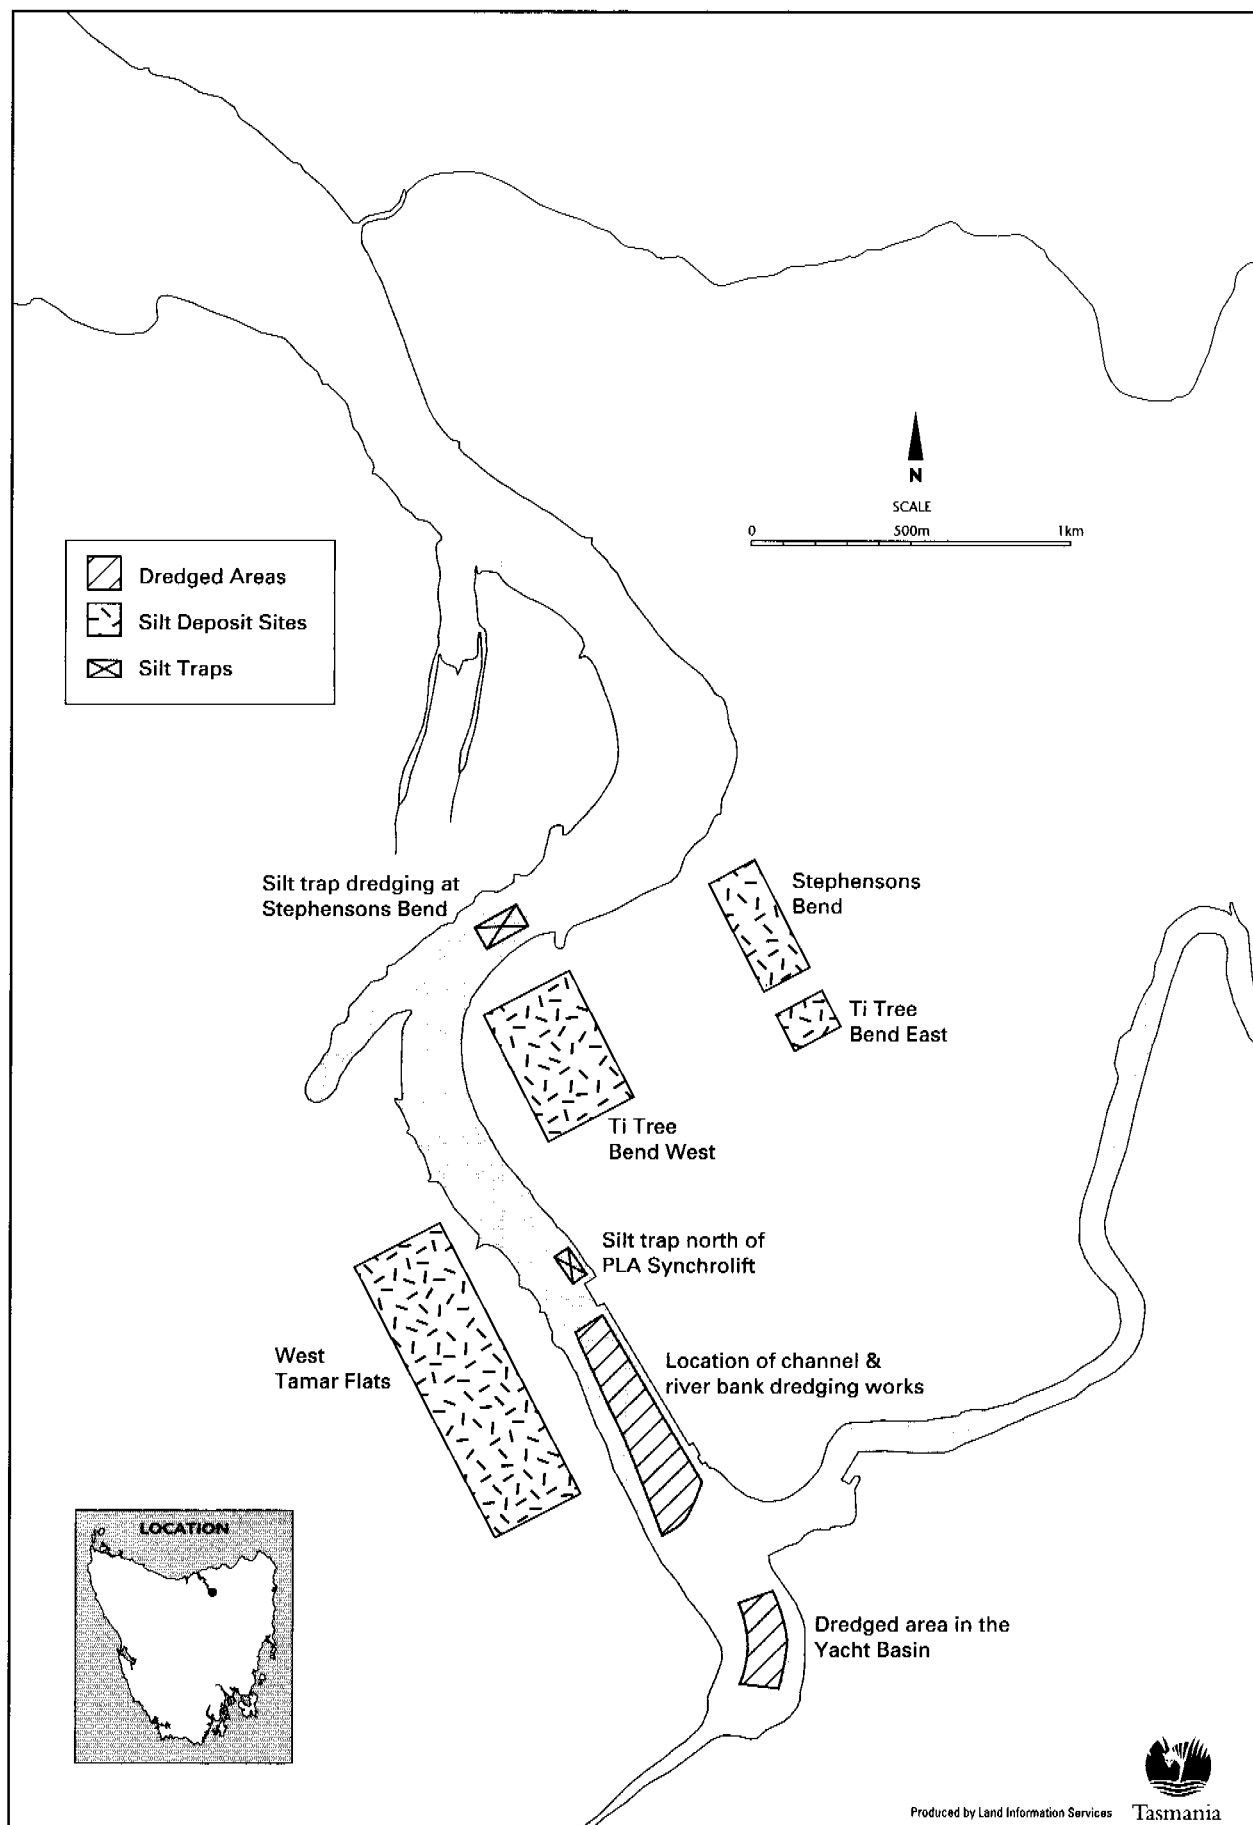 N
SCALE
0 500m 1km
Dredged Areas
Silt Deposit Sites
Silt Traps
Silt trap dredging at
Stephensons Bend
Stephensons
Bend
Ti Tree
Bend East
Ti Tree
Bend West
Silt trap north of
PLA Synchrolift
West
Tamar Flats
Location of channel &
river bank dredging works
LOCATION
Dredged area in the
Yacht Basin
Produced by Land Information Services
Tasmania